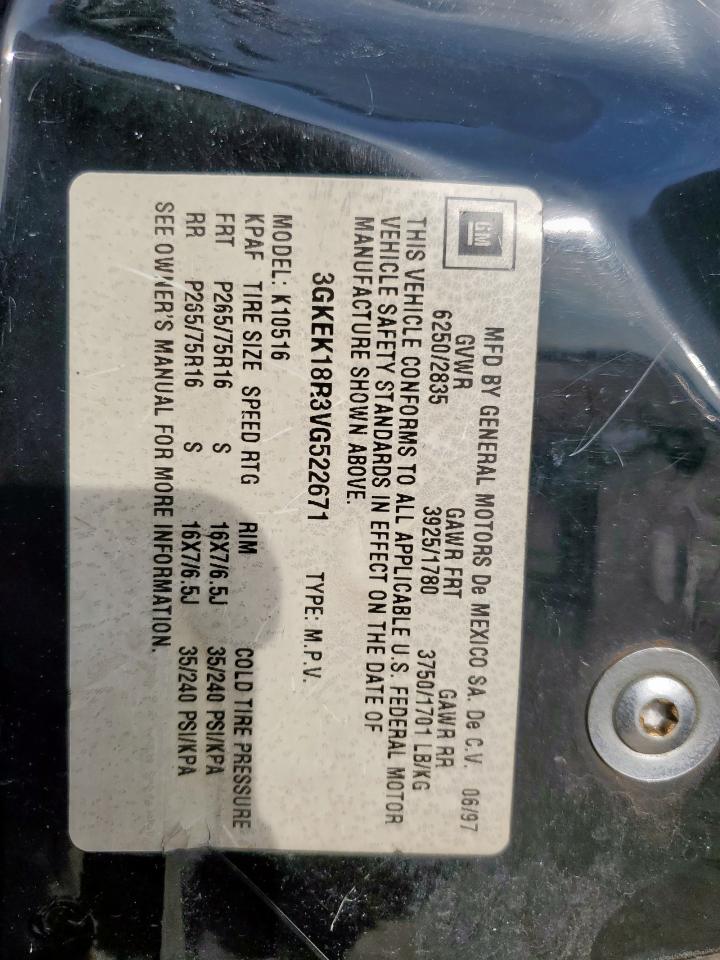 GM
MFD BY GENERAL MOTORS De MEXICO SA. De C.V. 06/97
GVWR GAWR FRT GAWR RR
6250/2835 3925/1780 3750/1701 LB/KG
THIS VEHICLE CONFORMS TO ALL APPLICABLE U.S. FEDERAL MOTOR
VEHICLE SAFETY STANDARDS IN EFFECT ON THE DATE OF
MANUFACTURE SHOWN ABOVE.
3GKEK18R3VG522671 TYPE: M.P.V.
MODEL: K10516
KPAF TIRE SIZE SPEED RTG RIM COLD TIRE PRESSURE
FRT P265/75R16 S 16X7/6.5J 35/240 PSI/KPA
RR P265/75R16 S 16X7/6.5J 35/240 PSI/KPA
SEE OWNER'S MANUAL FOR MORE INFORMATION.